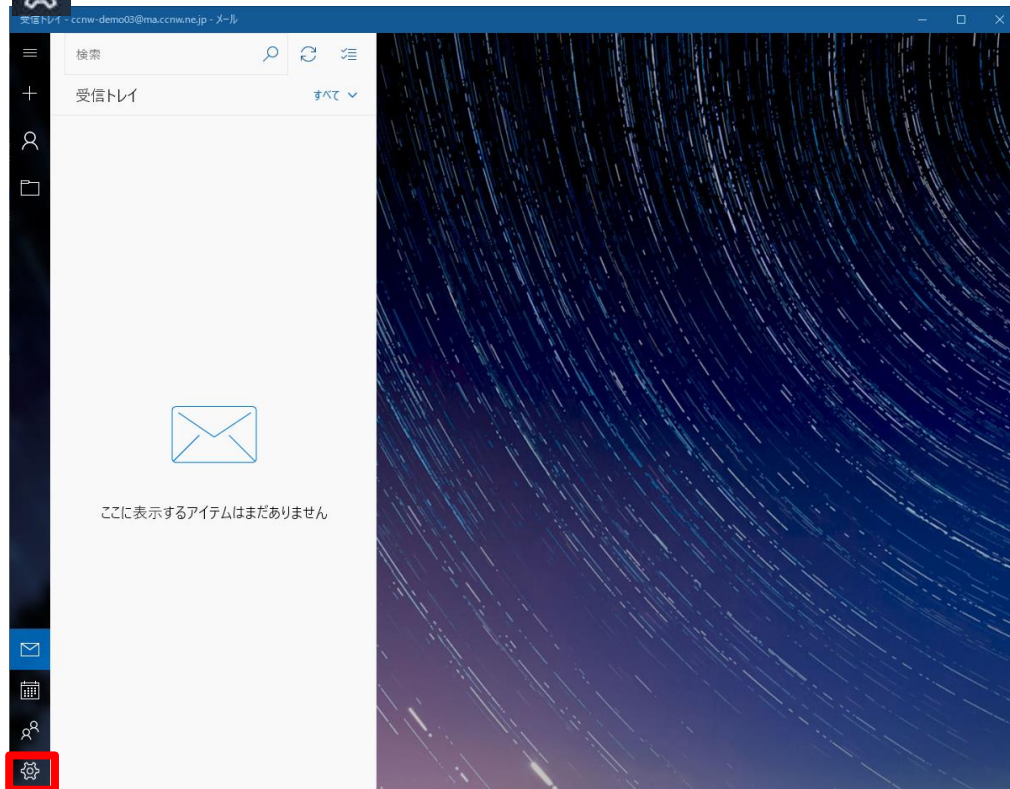 受信トレイ - ccnw-demo03@ma.ccnw.ne.jp - メール
検索
受信トレイ すべて
ここに表示するアイテムはまだありません